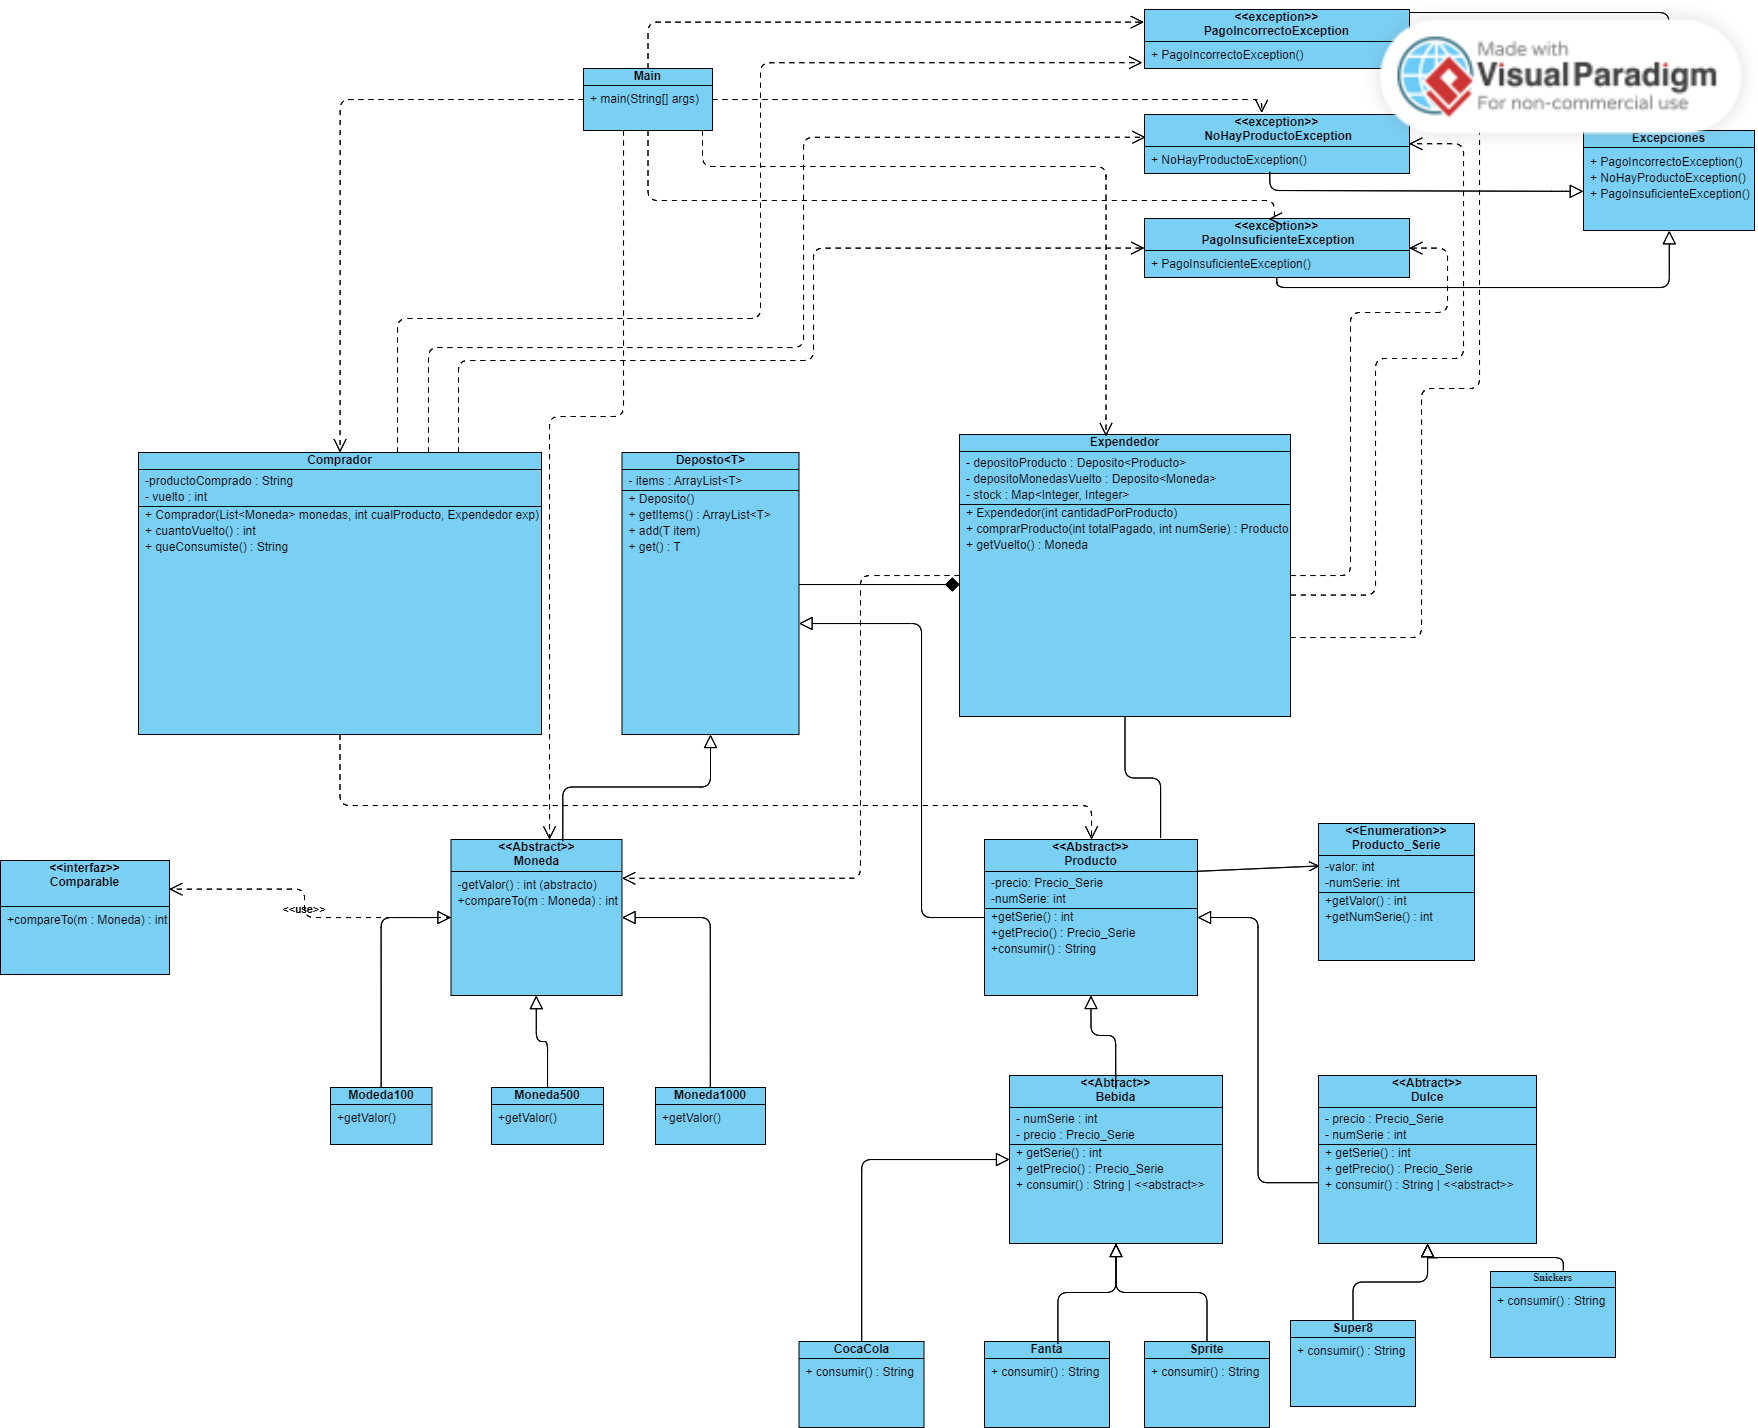 <<exception>>
PagoIncorrectoException
+ PagoIncorrectoException()
Made with
Visual Paradigm
For non-commercial use
Main
+ main(String[] args)
<<exception>>
NoHayProductoException
+ NoHayProductoException()
Excepciones
+ PagoIncorrectoException()
+ NoHayProductoException()
+ PagoInsuficienteException()
<<exception>>
PagoInsuficienteException
+ PagoInsuficienteException()
Comprador
-productoComprado : String
- vuelto : int
+ Comprador(List<Moneda> monedas, int cualProducto, Expendedor exp)
+ cuantoVuelto() : int
+ queConsumiste() : String
Deposto<T>
- items : ArrayList<T>
+ Deposito()
+ getItems() : ArrayList<T>
+ add(T item)
+ get() : T
Expendedor
- depositoProducto : Deposito<Producto>
- depositoMonedasVuelto : Deposito<Moneda>
- stock : Map<Integer, Integer>
+ Expendedor(int cantidadPorProducto)
+ comprarProducto(int totalPagado, int numSerie) : Producto
+ getVuelto() : Moneda
<<interfaz>>
Comparable
+compareTo(m : Moneda) : int
<<use>>
<<Abstract>>
Moneda
-getValor() : int (abstracto)
+compareTo(m : Moneda) : int
<<Abstract>>
Producto
-precio: Precio_Serie
-numSerie: int
+getSerie() : int
+getPrecio() : Precio_Serie
+consumir() : String
<<Enumeration>>
Producto_Serie
-valor: int
-numSerie: int
+getValor() : int
+getNumSerie() : int
Modeda100
+getValor()
Moneda500
+getValor()
Moneda1000
+getValor()
<<Abtract>>
Bebida
- numSerie : int
- precio : Precio_Serie
+ getSerie() : int
+ getPrecio() : Precio_Serie
+ consumir() : String | <<abstract>>
<<Abtract>>
Dulce
- precio : Precio_Serie
- numSerie : int
+ getSerie() : int
+ getPrecio() : Precio_Serie
+ consumir() : String | <<abstract>>
CocaCola
+ consumir() : String
Fanta
+ consumir() : String
Sprite
+ consumir() : String
Super8
+ consumir() : String
Snickers
+ consumir() : String